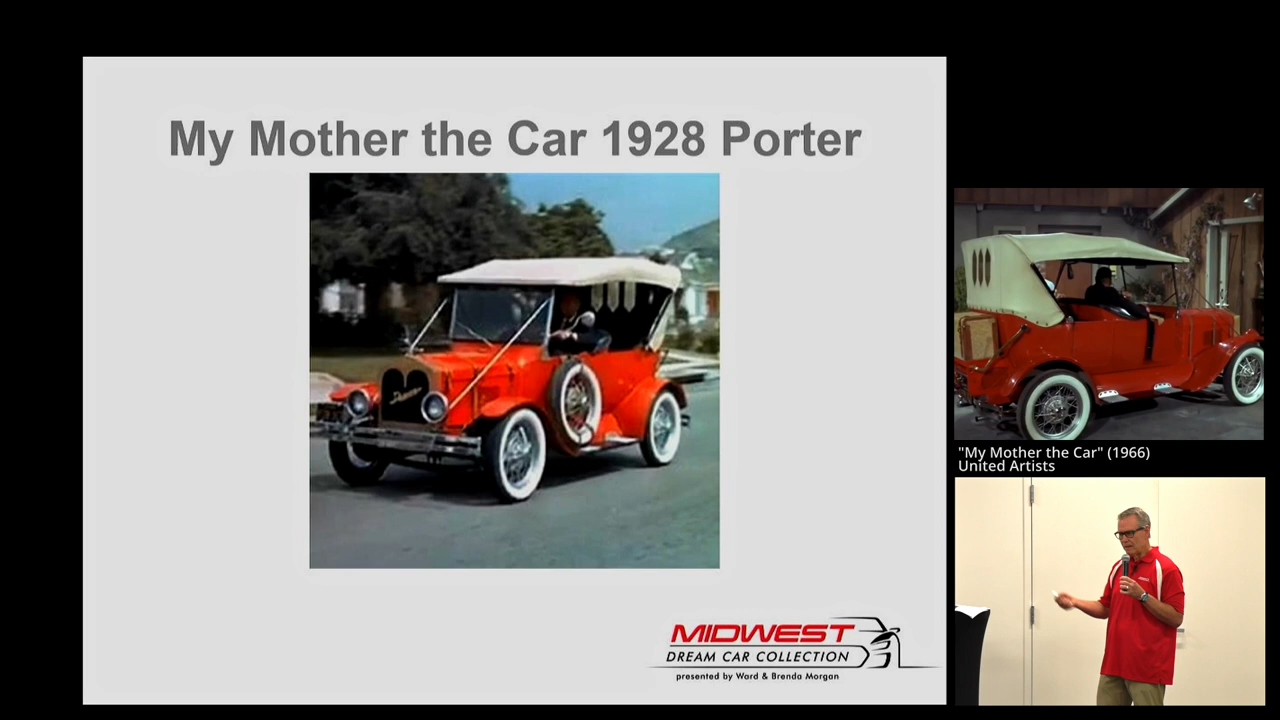 My Mother the Car 1928 Porter
MIDWEST
DREAM CAR COLLECTION
presented by Ward & Brenda Morgan
"My Mother the Car" (1966)
United Artists